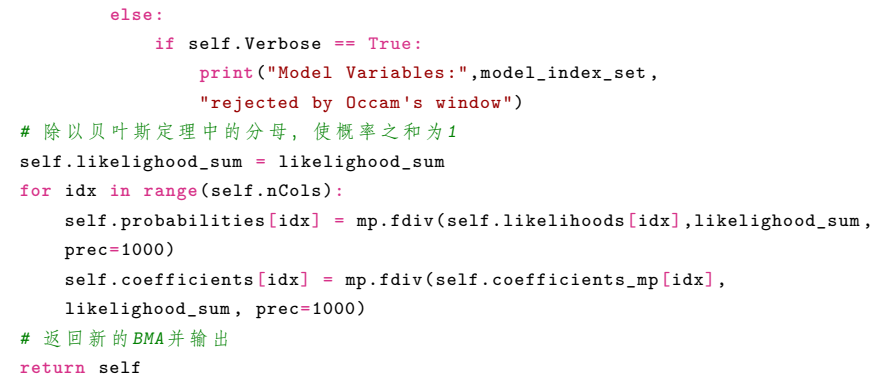 else:
if self.Verbose == True:
print("Model Variables:",model_index_set,
"rejected by Occam's window")
# 除以贝叶斯定理中的分母, 使概率之和为1
self.likelighood_sum = likelighood_sum
for idx in range(self.nCols):
self.probabilities[idx] = mp.fdiv(self.likelihoods[idx],likelighood_sum,
prec=1000)
self.coefficients[idx] = mp.fdiv(self.coefficients_mp[idx],
likelighood_sum, prec=1000)
# 返回新的BMA并输出
return self